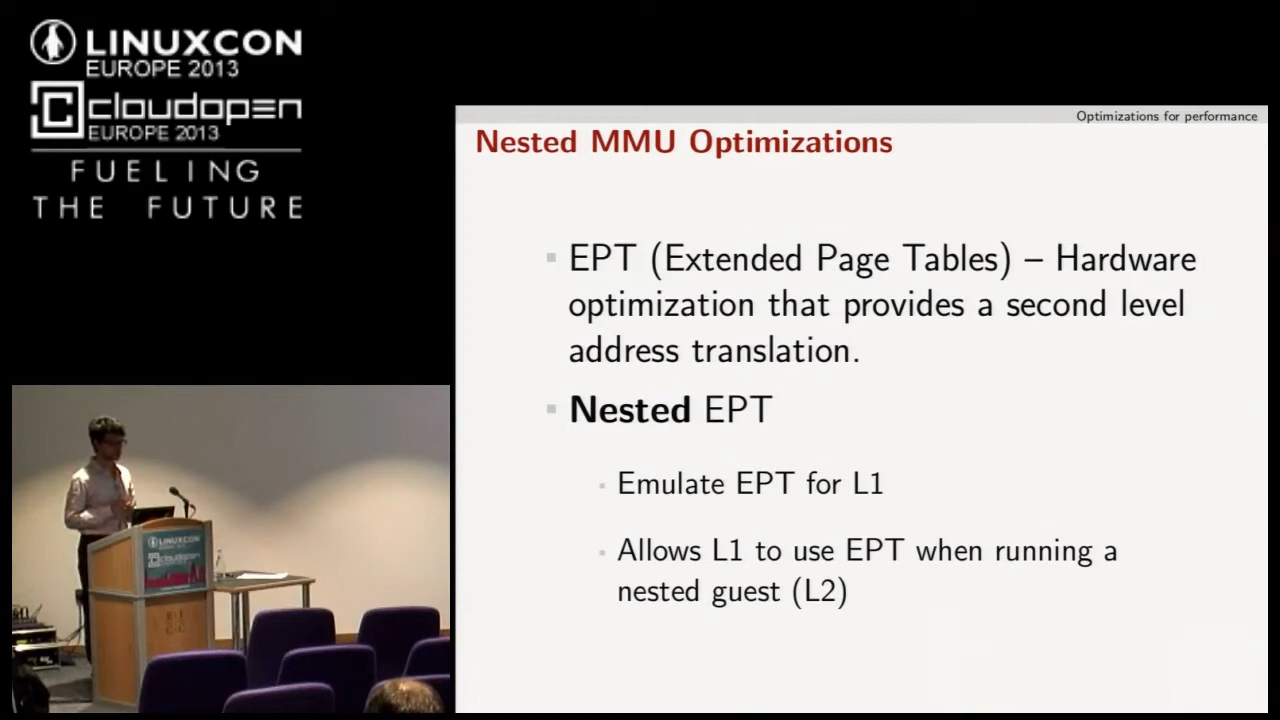 LINUXCON
EUROPE 2013
cloudopen
EUROPE 2013
FUELING
THE FUTURE
Optimizations for performance
Nested MMU Optimizations
EPT (Extended Page Tables) – Hardware
optimization that provides a second level
address translation.
Nested EPT
Emulate EPT for L1
Allows L1 to use EPT when running a
nested guest (L2)
LINUXCON
cloudopen